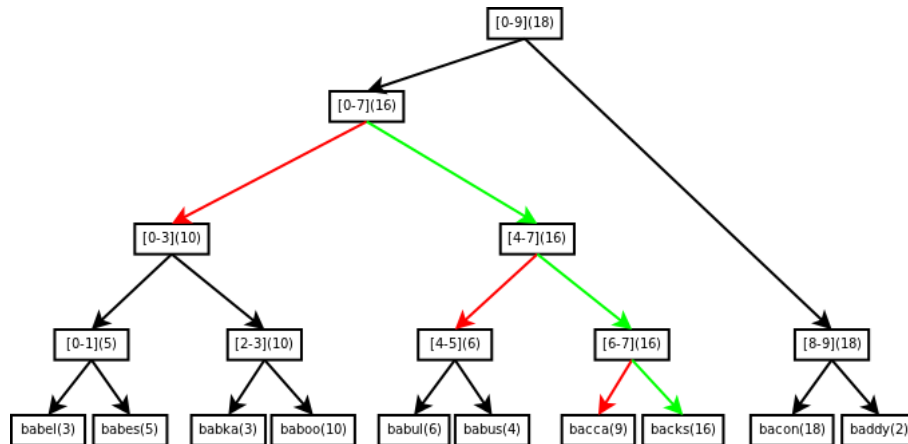 [0-9](18)
[0-7](16)
[0-3](10)
[4-7](16)
[0-1](5)
[2-3](10)
[4-5](6)
[6-7](16)
[8-9](18)
babel(3)
babes(5)
babka(3)
baboo(10)
babul(6)
babus(4)
bacca(9)
backs(16)
bacon(18)
baddy(2)